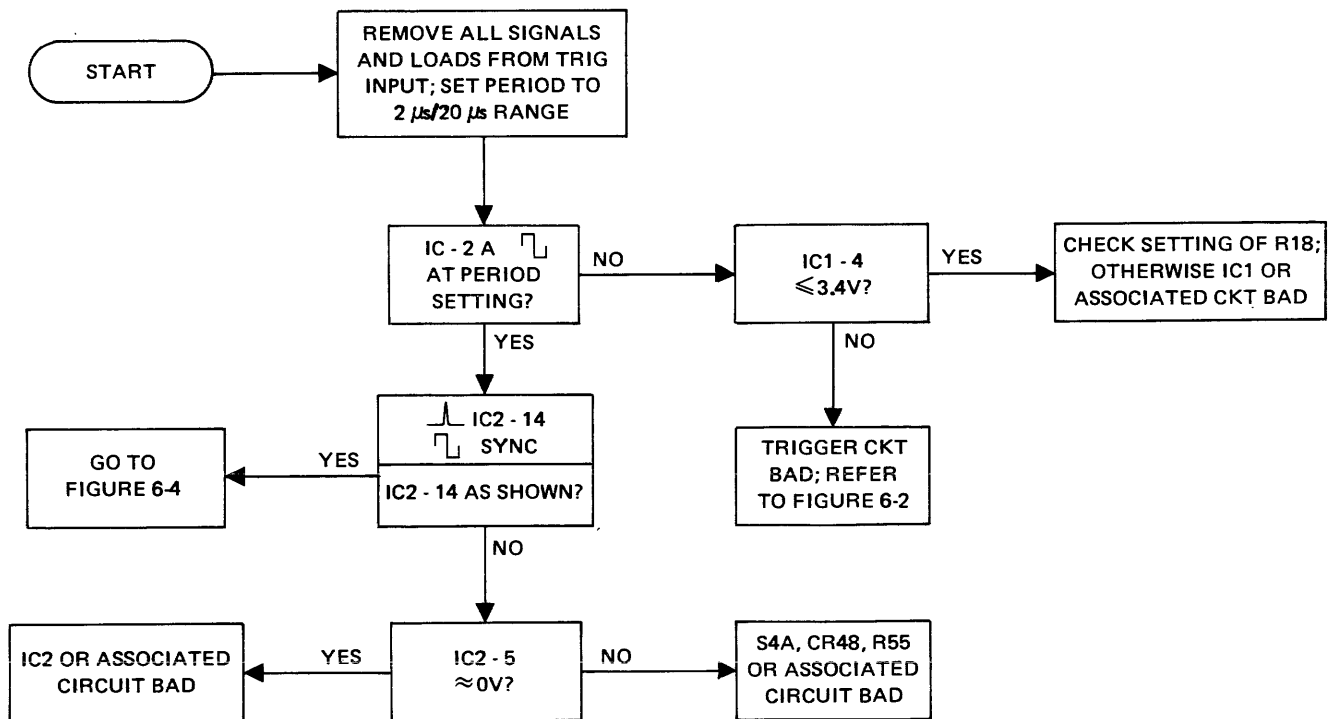 START
REMOVE ALL SIGNALS
AND LOADS FROM TRIG
INPUT; SET PERIOD TO
2 μs/20 μs RANGE
IC - 2 A
AT PERIOD
SETTING?
NO
IC1 - 4
≤3.4V?
YES
CHECK SETTING OF R18;
OTHERWISE IC1 OR
ASSOCIATED CKT BAD
YES
NO
IC2 - 14
SYNC
IC2 - 14 AS SHOWN?
YES
GO TO
FIGURE 6-4
TRIGGER CKT
BAD; REFER
TO FIGURE 6-2
NO
IC2 OR ASSOCIATED
CIRCUIT BAD
YES
IC2 - 5
≈0V?
NO
S4A, CR48, R55
OR ASSOCIATED
CIRCUIT BAD